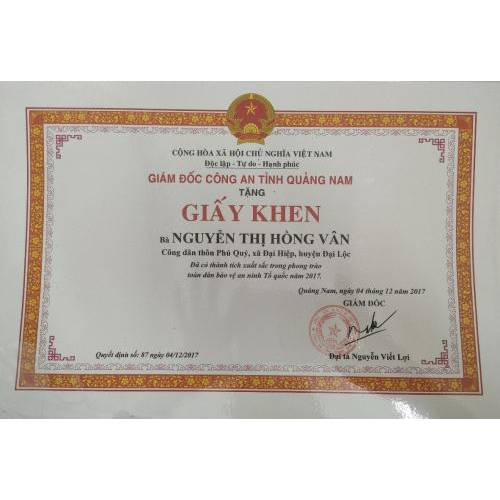 CỘNG HÒA XÃ HỘI CHỦ NGHĨA VIỆT NAM
Độc lập - Tự do - Hạnh phúc
GIÁM ĐỐC CÔNG AN TỈNH QUẢNG NAM
TẶNG
GIẤY KHEN
Bà NGUYỄN THỊ HỒNG VÂN
Công dân thôn Phú Quý, xã Đại Hiệp, huyện Đại Lộc
Đã có thành tích xuất sắc trong phong trào
toàn dân bảo vệ an ninh Tổ quốc năm 2017.
Quảng Nam, ngày 04 tháng 12 năm 2017
GIÁM ĐỐC
Quyết định số: 87 ngày 04/12/2017
Đại tá Nguyễn Viết Lợi